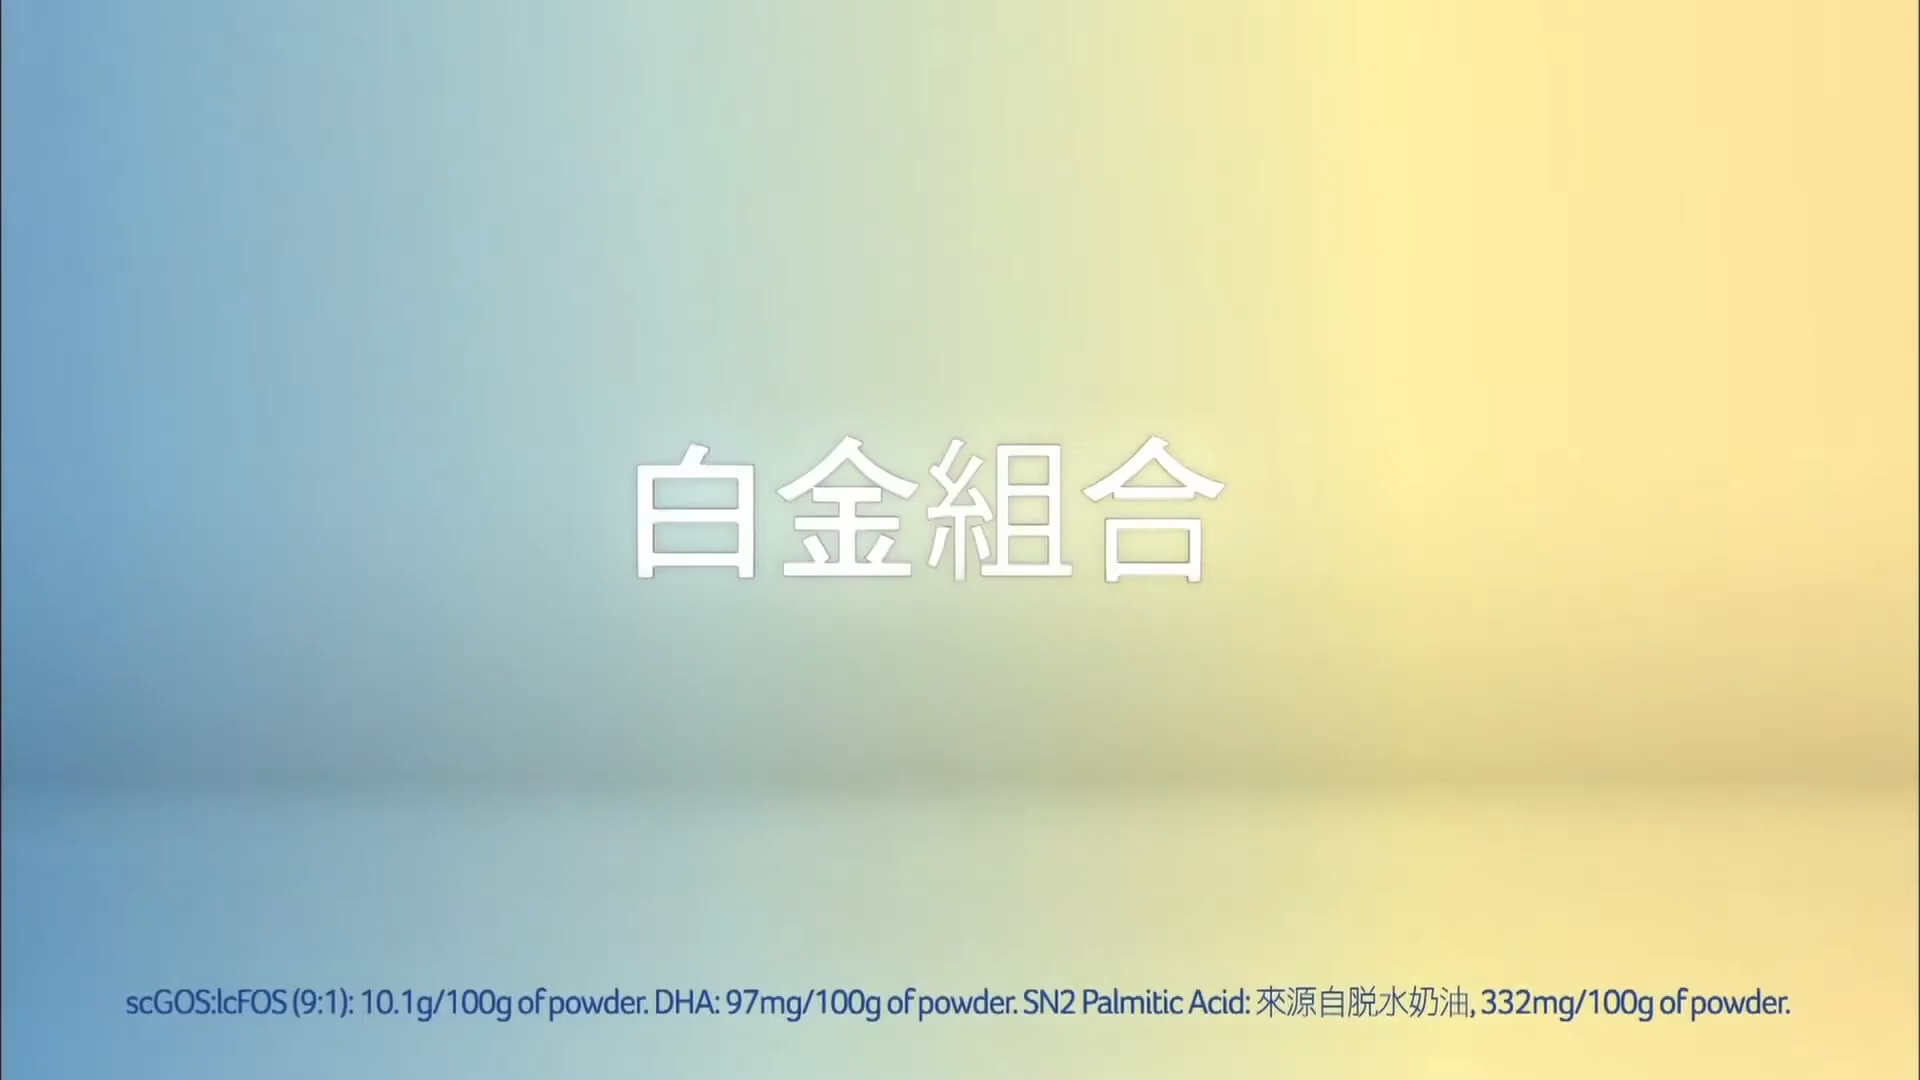 白金組合
scGOS:lcFOS (9:1): 10.1g/100g of powder. DHA: 97mg/100g of powder. SN2 Palmitic Acid: 來源自脱水奶油, 332mg/100g of powder.